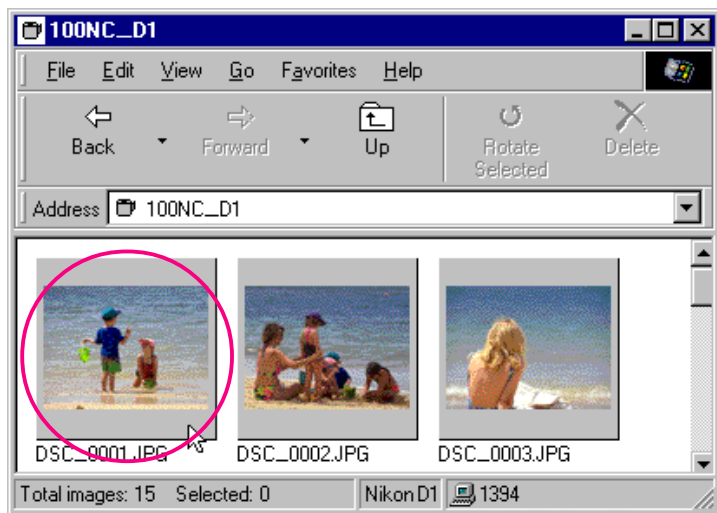 100NC_D1
File Edit View Go Favorites Help
Back Forward Up Rotate Selected Delete
Address 100NC_D1
DSC_0001.JPG DSC_0002.JPG DSC_0003.JPG
Total images: 15 Selected: 0 Nikon D1 1394